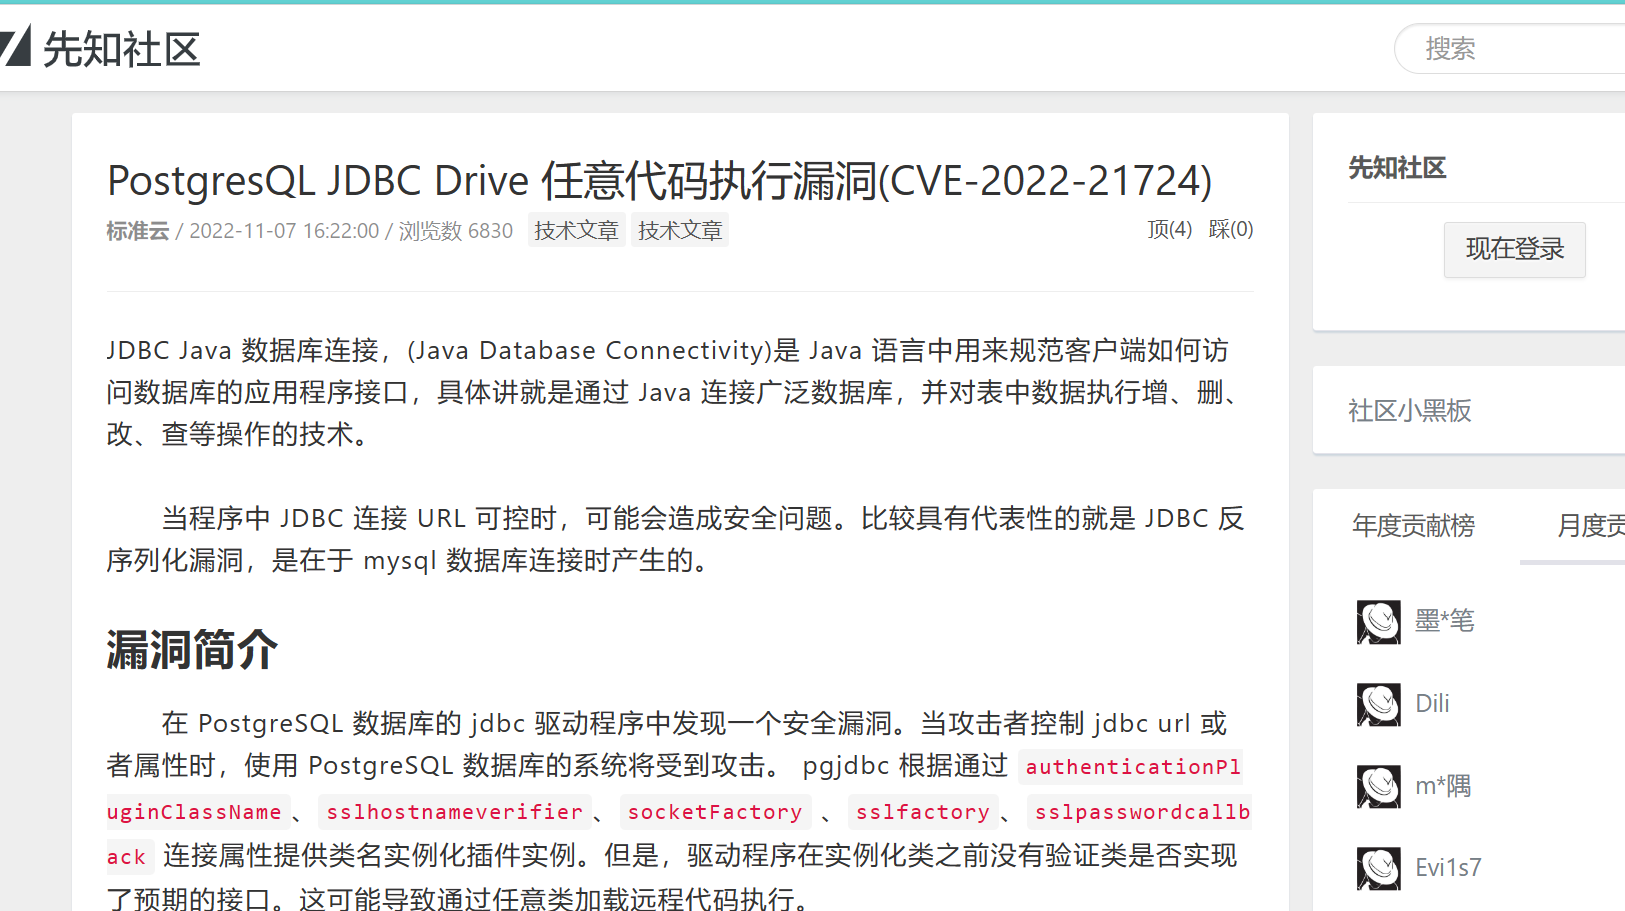 先知社区
搜索
PostgresQL JDBC Drive 任意代码执行漏洞(CVE-2022-21724)
标准云 / 2022-11-07 16:22:00 / 浏览数 6830 技术文章 技术文章 顶(4) 踩(0)
JDBC Java 数据库连接，(Java Database Connectivity)是 Java 语言中用来规范客户端如何访
问数据库的应用程序接口，具体讲就是通过 Java 连接广泛数据库，并对表中数据执行增、删、
改、查等操作的技术。
当程序中 JDBC 连接 URL 可控时，可能会造成安全问题。比较具有代表性的就是 JDBC 反
序列化漏洞，是在于 mysql 数据库连接时产生的。
漏洞简介
在 PostgreSQL 数据库的 jdbc 驱动程序中发现一个安全漏洞。当攻击者控制 jdbc url 或
者属性时，使用 PostgreSQL 数据库的系统将受到攻击。 pgjdbc 根据通过 authenticationPl
uginClassName 、 sslhostnameverifier 、 socketFactory 、 sslfactory 、 sslpasswordcallb
ack 连接属性提供类名实例化插件实例。但是，驱动程序在实例化类之前没有验证类是否实现
了预期的接口。这可能导致通过任意类加载远程代码执行。
先知社区
现在登录
社区小黑板
年度贡献榜 月度贡
墨*笔
Dili
m*隅
Evi1s7